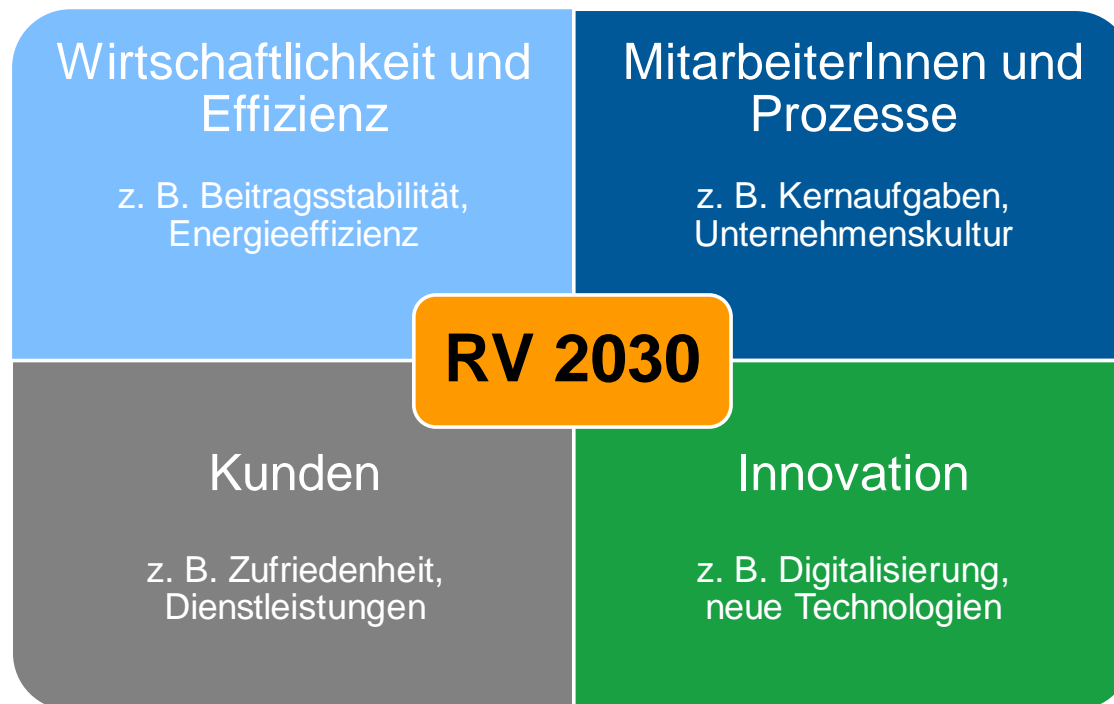 Wirtschaftlichkeit und
Effizienz
z. B. Beitragsstabilität,
Energieeffizienz
MitarbeiterInnen und
Prozesse
z. B. Kernaufgaben,
Unternehmenskultur
RV 2030
Kunden
z. B. Zufriedenheit,
Dienstleistungen
Innovation
z. B. Digitalisierung,
neue Technologien